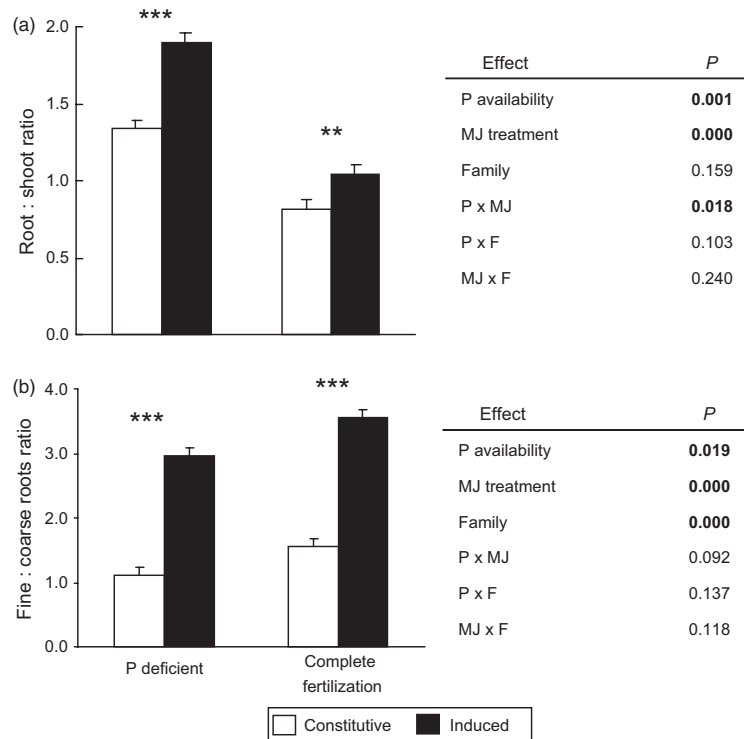 (a)
2.0
1.5
1.0
0.5
0.0
Root : shoot ratio
***
**
Effect P
P availability 0.001
MJ treatment 0.000
Family 0.159
P x MJ 0.018
P x F 0.103
MJ x F 0.240
(b)
4.0
3.0
2.0
1.0
0.0
Fine : coarse roots ratio
***
***
P deficient
Complete
fertilization
Effect P
P availability 0.019
MJ treatment 0.000
Family 0.000
P x MJ 0.092
P x F 0.137
MJ x F 0.118
Constitutive Induced